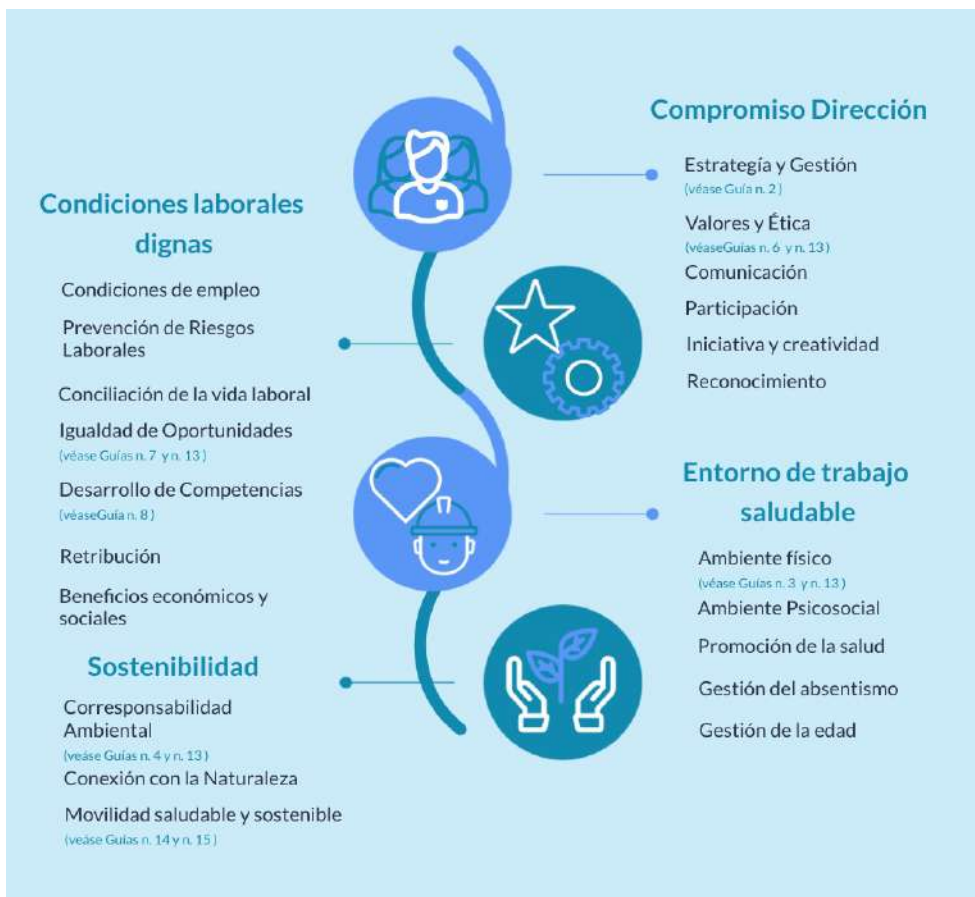 Compromiso Dirección
Estrategía y Gestión
(véase Guía n. 2 )
Valores y Ética
(véaseGuías n. 6 y n. 13 )
Comunicación
Participación
Iniciativa y creatividad
Reconocimiento
Condiciones laborales
dignas
Condiciones de empleo
Prevención de Riesgos
Laborales
Conciliación de la vida laboral
Igualdad de Oportunidades
(véase Guías n. 7 y n. 13 )
Desarrollo de Competencias
(véaseGuía n. 8 )
Retribución
Beneficios económicos y
sociales
Entorno de trabajo
saludable
Ambiente físico
(véase Guías n. 3 y n. 13 )
Ambiente Psicosocial
Promoción de la salud
Gestión del absentismo
Gestión de la edad
Sostenibilidad
Corresponsabilidad
Ambiental
(veáse Guías n. 4 y n. 13 )
Conexión con la Naturaleza
Movilidad saludable y sostenible
(veáse Guías n. 14 y n. 15 )